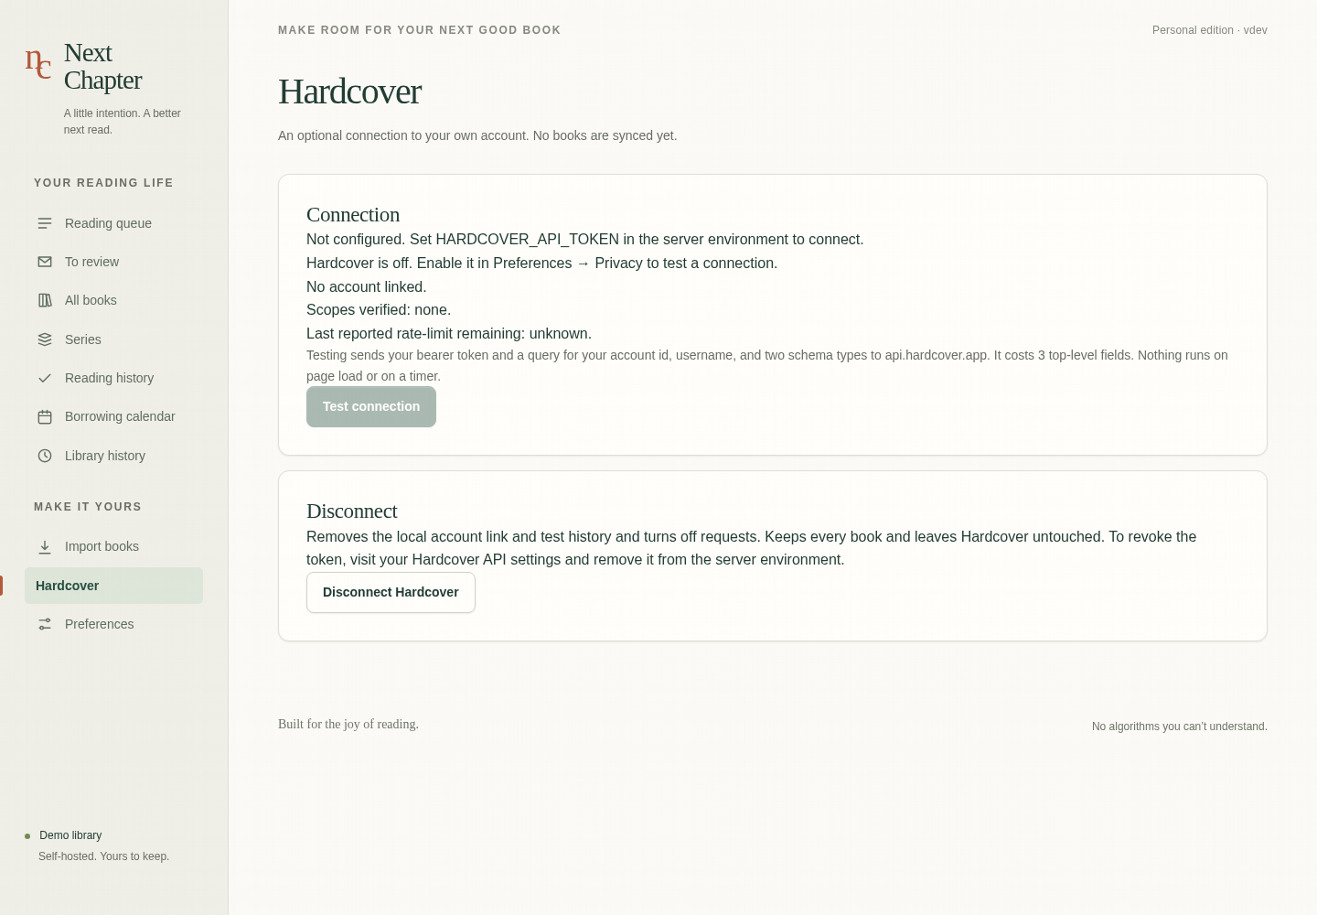 nc
Next
Chapter
A little intention. A better
next read.
YOUR READING LIFE
Reading queue
To review
All books
Series
Reading history
Borrowing calendar
Library history
MAKE IT YOURS
Import books
Hardcover
Preferences
Demo library
Self-hosted. Yours to keep.
MAKE ROOM FOR YOUR NEXT GOOD BOOK
Personal edition · vdev
Hardcover
An optional connection to your own account. No books are synced yet.
Connection
Not configured. Set HARDCOVER_API_TOKEN in the server environment to connect.
Hardcover is off. Enable it in Preferences → Privacy to test a connection.
No account linked.
Scopes verified: none.
Last reported rate-limit remaining: unknown.
Testing sends your bearer token and a query for your account id, username, and two schema types to api.hardcover.app. It costs 3 top-level fields. Nothing runs on
page load or on a timer.
Test connection
Disconnect
Removes the local account link and test history and turns off requests. Keeps every book and leaves Hardcover untouched. To revoke the
token, visit your Hardcover API settings and remove it from the server environment.
Disconnect Hardcover
Built for the joy of reading.
No algorithms you can’t understand.